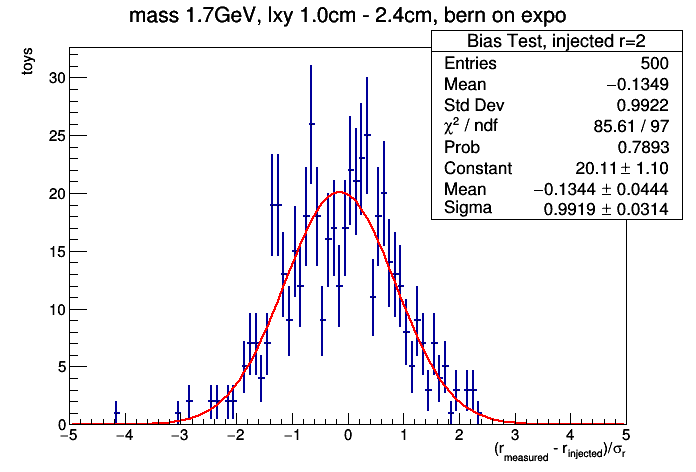 mass 1.7GeV, lxy 1.0cm - 2.4cm, bern on expo
Bias Test, injected r=2
Entries 500
Mean −0.1349
Std Dev 0.9922
χ² / ndf 85.61 / 97
Prob 0.7893
Constant 20.11 ± 1.10
Mean −0.1344 ± 0.0444
Sigma 0.9919 ± 0.0314
toys
30
25
20
15
10
5
0
−5 −4 −3 −2 −1 0 1 2 3 4 5
(r_measured - r_injected)/σ_r